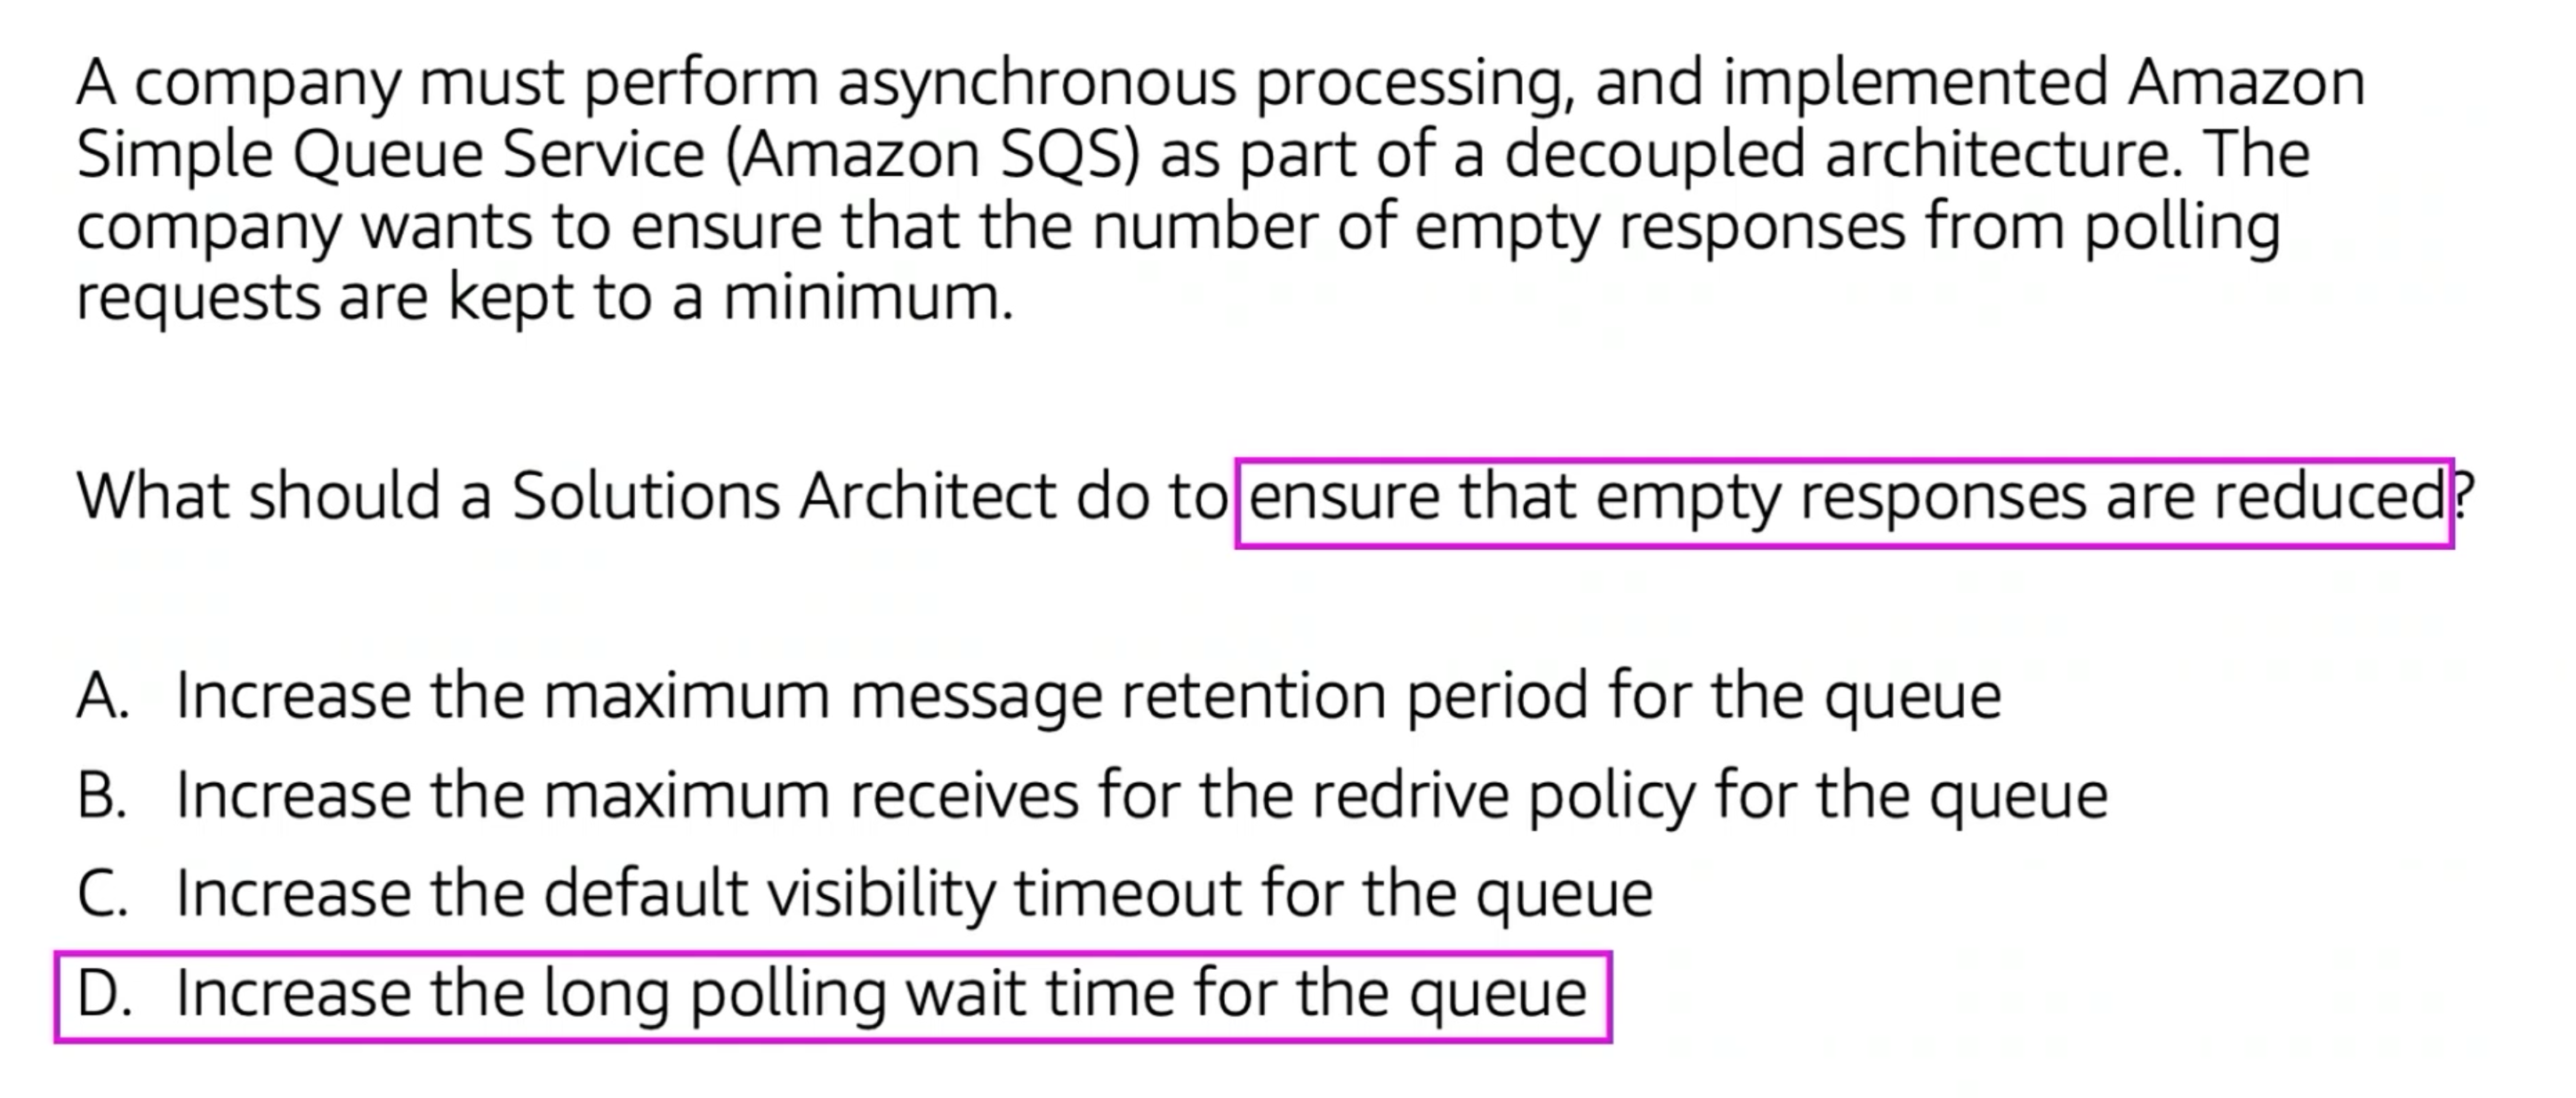 A company must perform asynchronous processing, and implemented Amazon
Simple Queue Service (Amazon SQS) as part of a decoupled architecture. The
company wants to ensure that the number of empty responses from polling
requests are kept to a minimum.
What should a Solutions Architect do to ensure that empty responses are reduced?
A. Increase the maximum message retention period for the queue
B. Increase the maximum receives for the redrive policy for the queue
C. Increase the default visibility timeout for the queue
D. Increase the long polling wait time for the queue